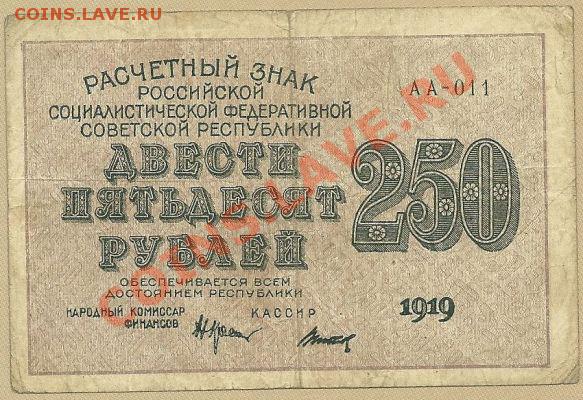 COINS.LAVE.RU
РАСЧЕТНЫЙ ЗНАК
РОССИЙСКОЙ
СОЦИАЛИСТИЧЕСКОЙ ФЕДЕРАТИВНОЙ
СОВЕТСКОЙ РЕСПУБЛИКИ
АА-011
ДВЕСТИ
ПЯТЬДЕСЯТ
РУБЛЕЙ
250
ОБЕСПЕЧИВАЕТСЯ ВСЕМ
ДОСТОЯНИЕМ РЕСПУБЛИКИ
НАРОДНЫЙ КОМИССАР
ФИНАНСОВ
КАССИР
1919
COINS.LAVE.RU